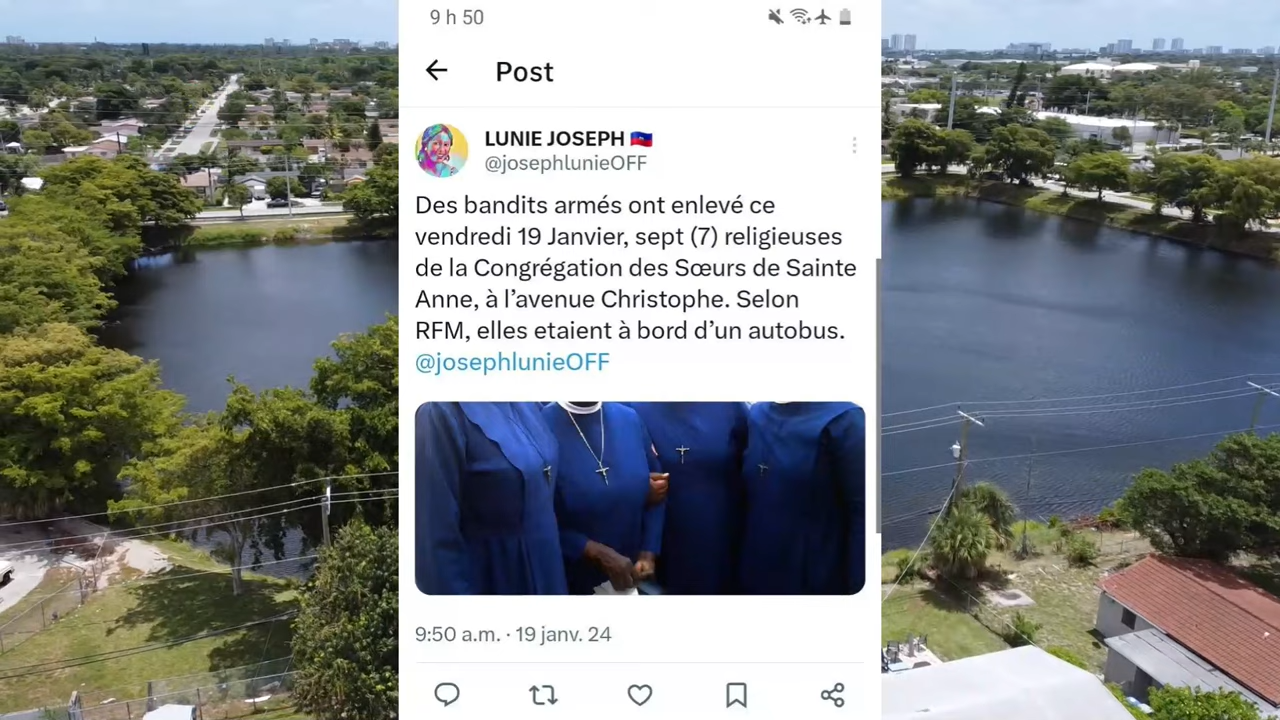 9 h 50
Post
LUNIE JOSEPH 🇭🇹
@josephlunieOFF
Des bandits armés ont enlevé ce
vendredi 19 Janvier, sept (7) religieuses
de la Congrégation des Sœurs de Sainte
Anne, à l’avenue Christophe. Selon
RFM, elles etaient à bord d’un autobus.
@josephlunieOFF
9:50 a.m. · 19 janv. 24